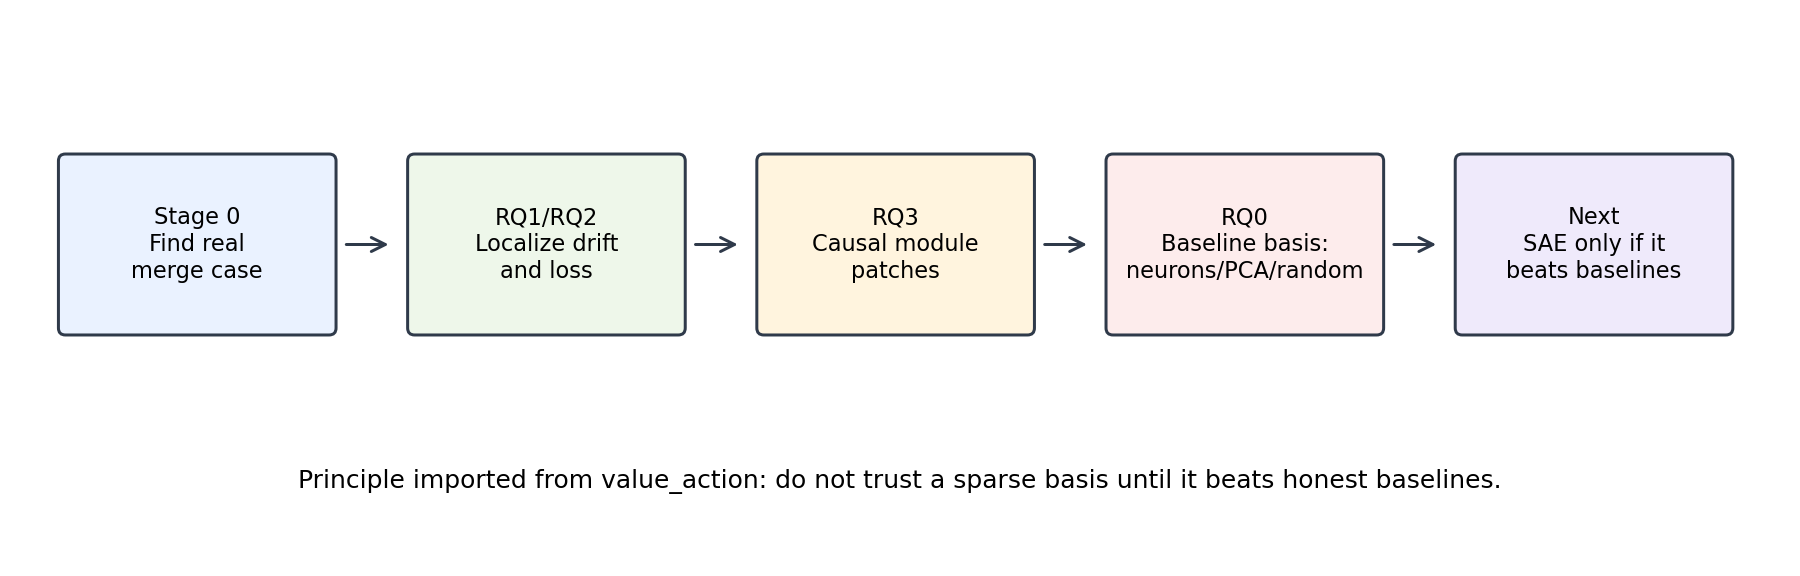 Stage 0
Find real
merge case
RQ1/RQ2
Localize drift
and loss
RQ3
Causal module
patches
RQ0
Baseline basis:
neurons/PCA/random
Next
SAE only if it
beats baselines
Principle imported from value_action: do not trust a sparse basis until it beats honest baselines.